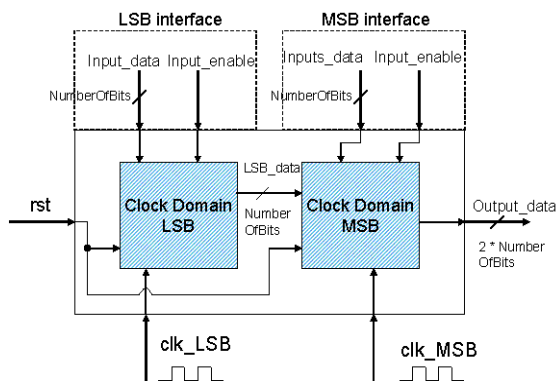 LSB interface
MSB interface
Input_data
Input_enable
Inputs_data
Input_enable
NumberOfBits
NumberOfBits
LSB_data
rst
Clock Domain
LSB
Number
OfBits
Clock Domain
MSB
Output_data
2 * Number
OfBits
clk_LSB
clk_MSB